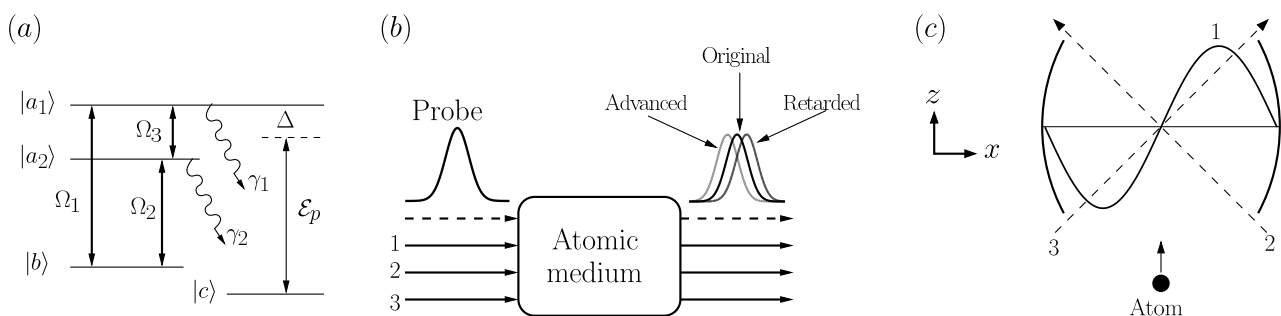 (a)
|a₁⟩
Ω₃
Δ
|a₂⟩
γ₁
Ω₁
Ω₂
ℰₚ
γ₂
|b⟩
|c⟩
(b)
Original
Advanced
Retarded
Probe
1
2
3
Atomic
medium
(c)
1
z
x
3
2
Atom